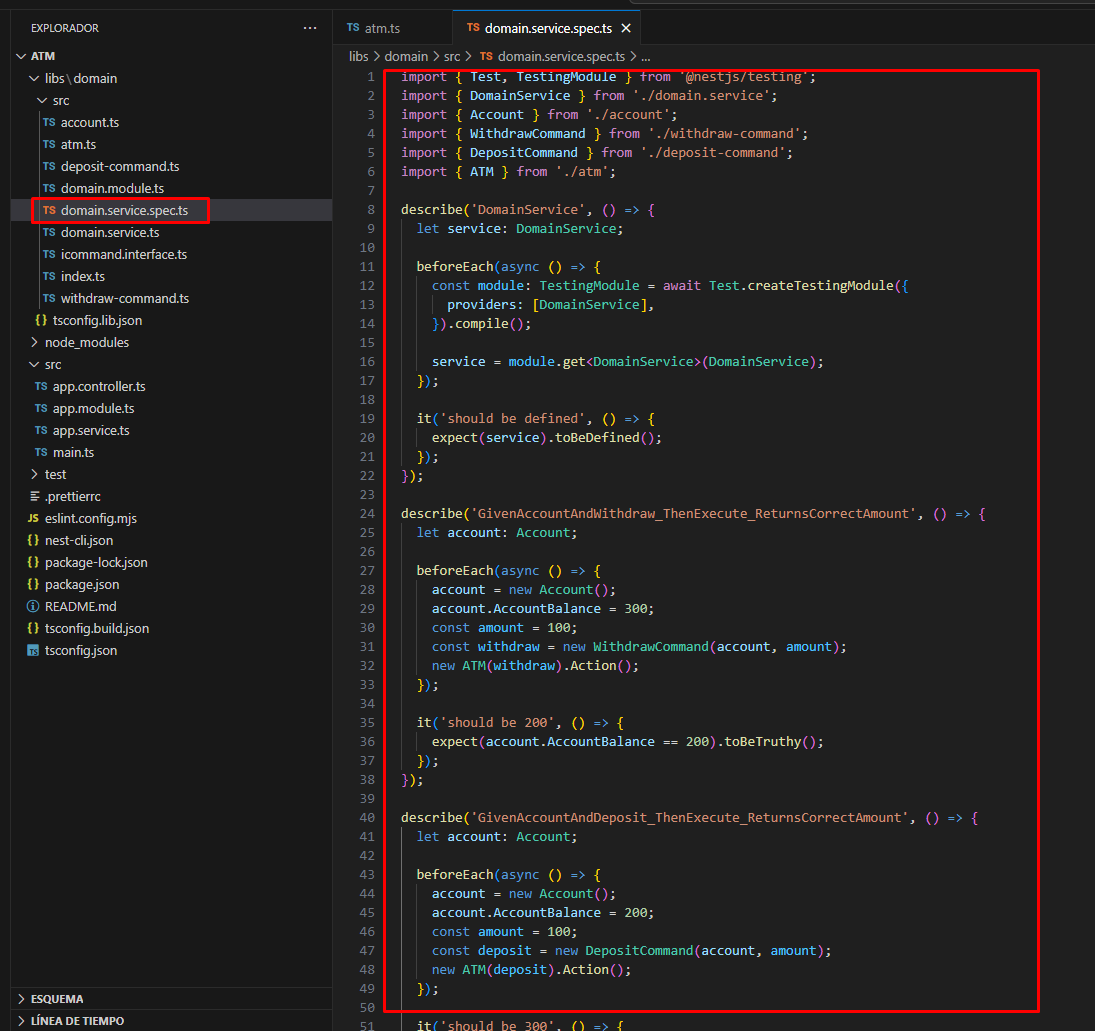 EXPLORADOR
ATM
libs\domain
src
TS account.ts
TS atm.ts
TS deposit-command.ts
TS domain.module.ts
TS domain.service.spec.ts
TS domain.service.ts
TS icommand.interface.ts
TS index.ts
TS withdraw-command.ts
{} tsconfig.lib.json
node_modules
src
TS app.controller.ts
TS app.module.ts
TS app.service.ts
TS main.ts
test
.prettierrc
JS eslint.config.mjs
{} nest-cli.json
{} package-lock.json
{} package.json
README.md
{} tsconfig.build.json
TS tsconfig.json
ESQUEMA
LÍNEA DE TIEMPO
TS atm.ts
TS domain.service.spec.ts
libs > domain > src > TS domain.service.spec.ts > ...
1 import { Test, TestingModule } from '@nestjs/testing';
2 import { DomainService } from './domain.service';
3 import { Account } from './account';
4 import { WithdrawCommand } from './withdraw-command';
5 import { DepositCommand } from './deposit-command';
6 import { ATM } from './atm';
7
8 describe('DomainService', () => {
9 let service: DomainService;
10
11 beforeEach(async () => {
12 const module: TestingModule = await Test.createTestingModule({
13 providers: [DomainService],
14 }).compile();
15
16 service = module.get<DomainService>(DomainService);
17 });
18
19 it('should be defined', () => {
20 expect(service).toBeDefined();
21 });
22 });
23
24 describe('GivenAccountAndWithdraw_ThenExecute_ReturnsCorrectAmount', () => {
25 let account: Account;
26
27 beforeEach(async () => {
28 account = new Account();
29 account.AccountBalance = 300;
30 const amount = 100;
31 const withdraw = new WithdrawCommand(account, amount);
32 new ATM(withdraw).Action();
33 });
34
35 it('should be 200', () => {
36 expect(account.AccountBalance == 200).toBeTruthy();
37 });
38 });
39
40 describe('GivenAccountAndDeposit_ThenExecute_ReturnsCorrectAmount', () => {
41 let account: Account;
42
43 beforeEach(async () => {
44 account = new Account();
45 account.AccountBalance = 200;
46 const amount = 100;
47 const deposit = new DepositCommand(account, amount);
48 new ATM(deposit).Action();
49 });
50
51 it('should be 300', () => {